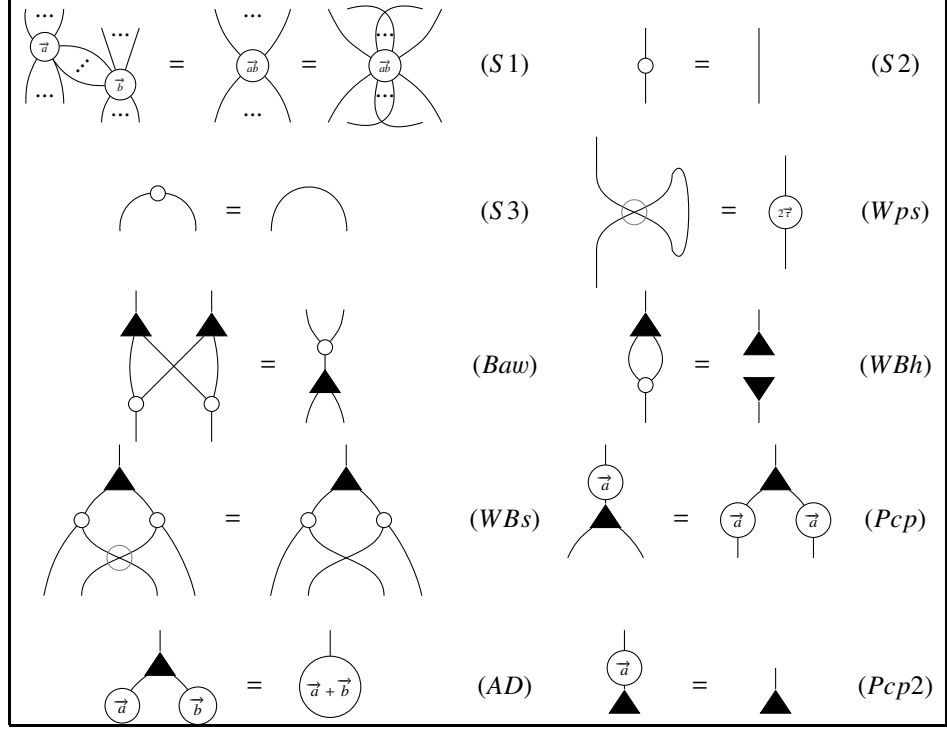 ... ... ... ...
a⃗ ⋰ = a⃗b = a⃗b (S1) = (S2)
b⃗
... ... ... ...
= (S3) = (Wps)
= (Baw) = (WBh)
= (WBs) a⃗ = a⃗ a⃗ (Pcp)
a⃗ b⃗ = a⃗ + b⃗ (AD) a⃗ = (Pcp2)